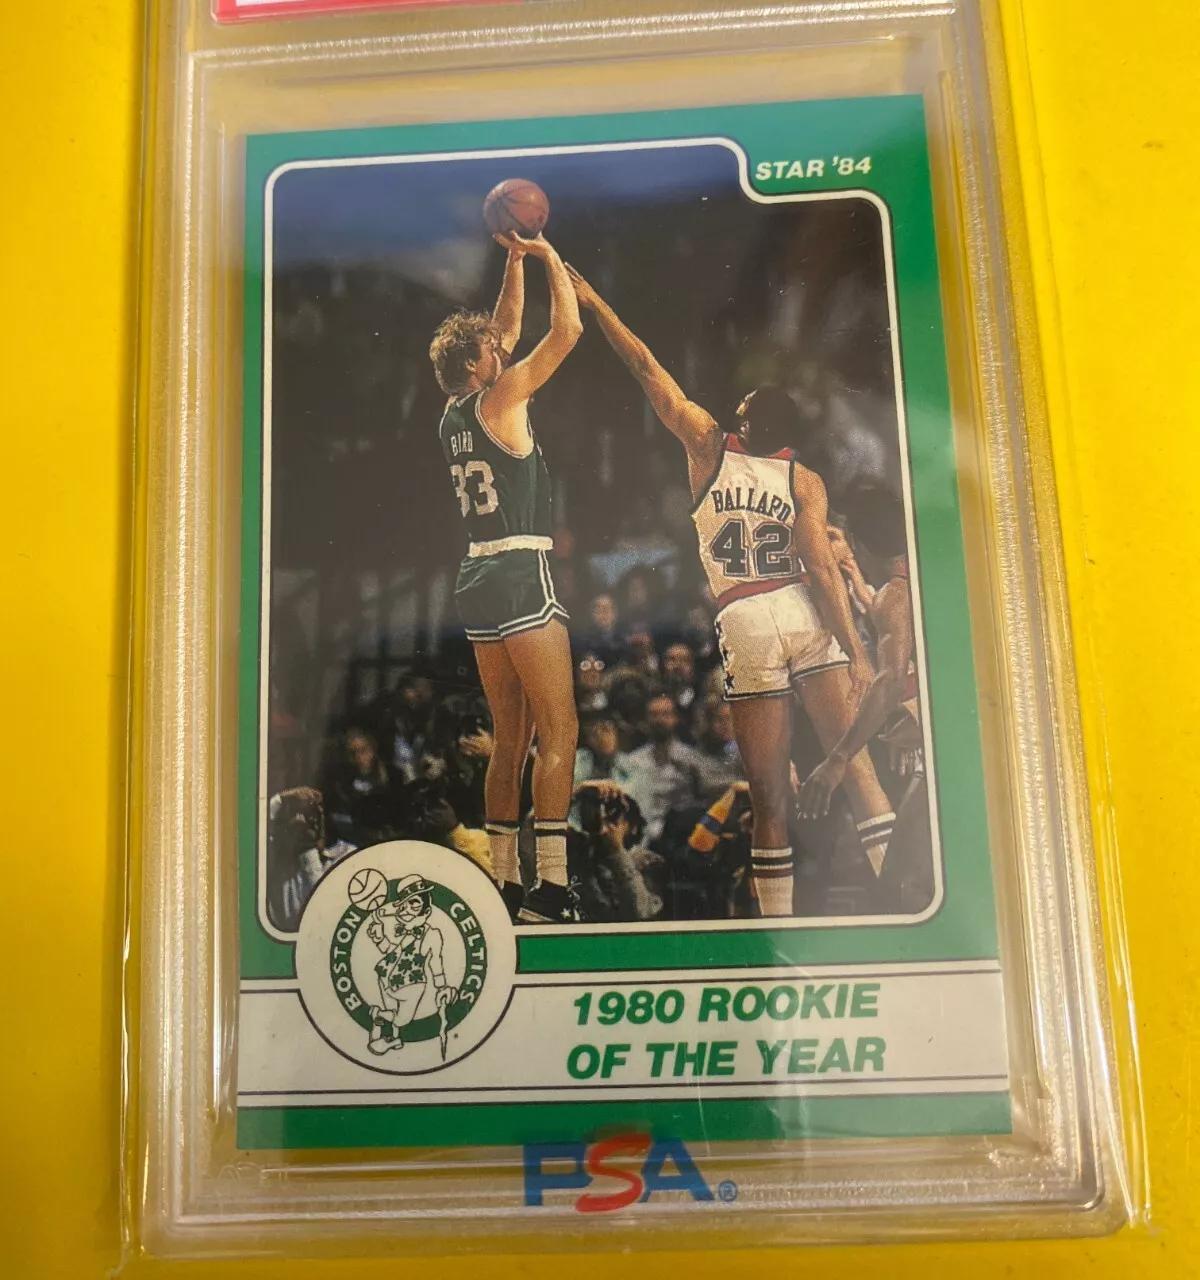 STAR '84
BIRD
33
BALLARD
42
BOSTON CELTICS
1980 ROOKIE
OF THE YEAR
PSA®